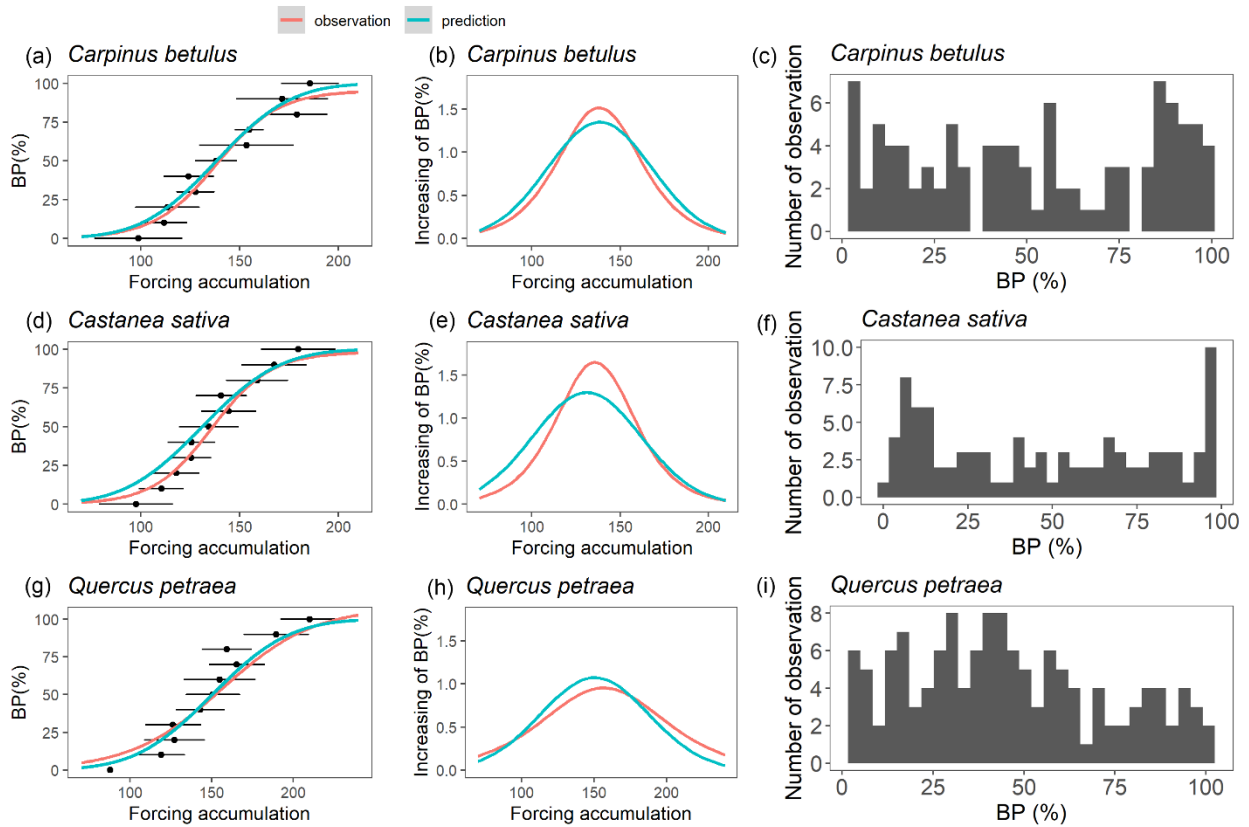 observation prediction
(a) Carpinus betulus
BP(%)
100
75
50
25
0
100 150 200
Forcing accumulation
(b) Carpinus betulus
Increasing of BP(%)
1.5
1.0
0.5
0.0
100 150 200
Forcing accumulation
(c) Carpinus betulus
Number of observation
6
4
2
0
0 25 50 75 100
BP (%)
(d) Castanea sativa
BP(%)
100
75
50
25
0
100 150 200
Forcing accumulation
(e) Castanea sativa
Increasing of BP(%)
1.5
1.0
0.5
0.0
100 150 200
Forcing accumulation
(f) Castanea sativa
Number of observation
10.0
7.5
5.0
2.5
0.0
0 25 50 75 100
BP (%)
(g) Quercus petraea
BP(%)
100
75
50
25
0
100 150 200
Forcing accumulation
(h) Quercus petraea
Increasing of BP(%)
1.5
1.0
0.5
0.0
100 150 200
Forcing accumulation
(i) Quercus petraea
Number of observation
8
6
4
2
0
0 25 50 75 100
BP (%)